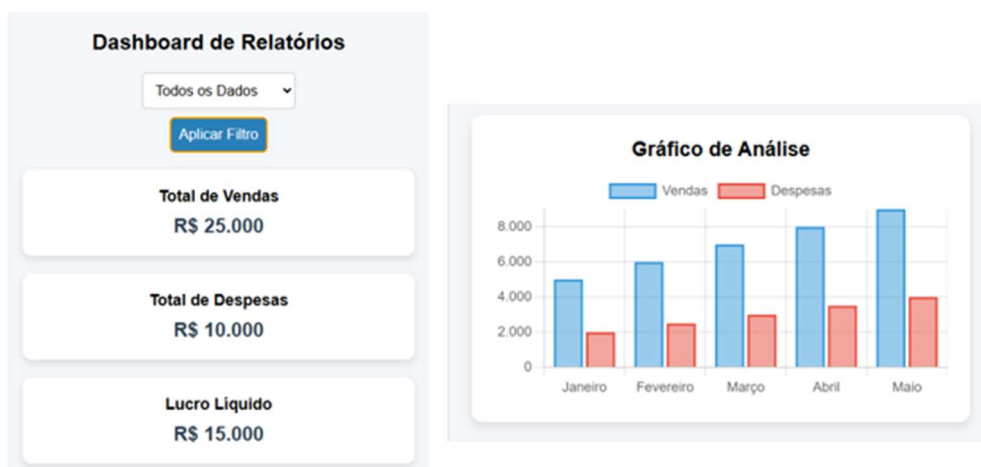 Dashboard de Relatórios
Todos os Dados
Aplicar Filtro
Total de Vendas
R$ 25.000
Total de Despesas
R$ 10.000
Lucro Líquido
R$ 15.000
Gráfico de Análise
Vendas Despesas
8.000
6.000
4.000
2.000
0
Janeiro Fevereiro Março Abril Maio